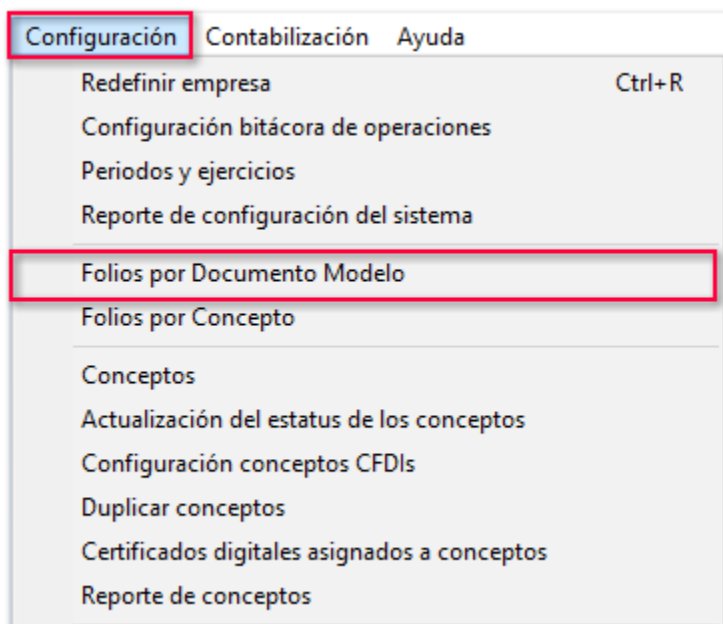 Configuración Contabilización Ayuda
Redefinir empresa Ctrl+R
Configuración bitácora de operaciones
Periodos y ejercicios
Reporte de configuración del sistema
Folios por Documento Modelo
Folios por Concepto
Conceptos
Actualización del estatus de los conceptos
Configuración conceptos CFDIs
Duplicar conceptos
Certificados digitales asignados a conceptos
Reporte de conceptos